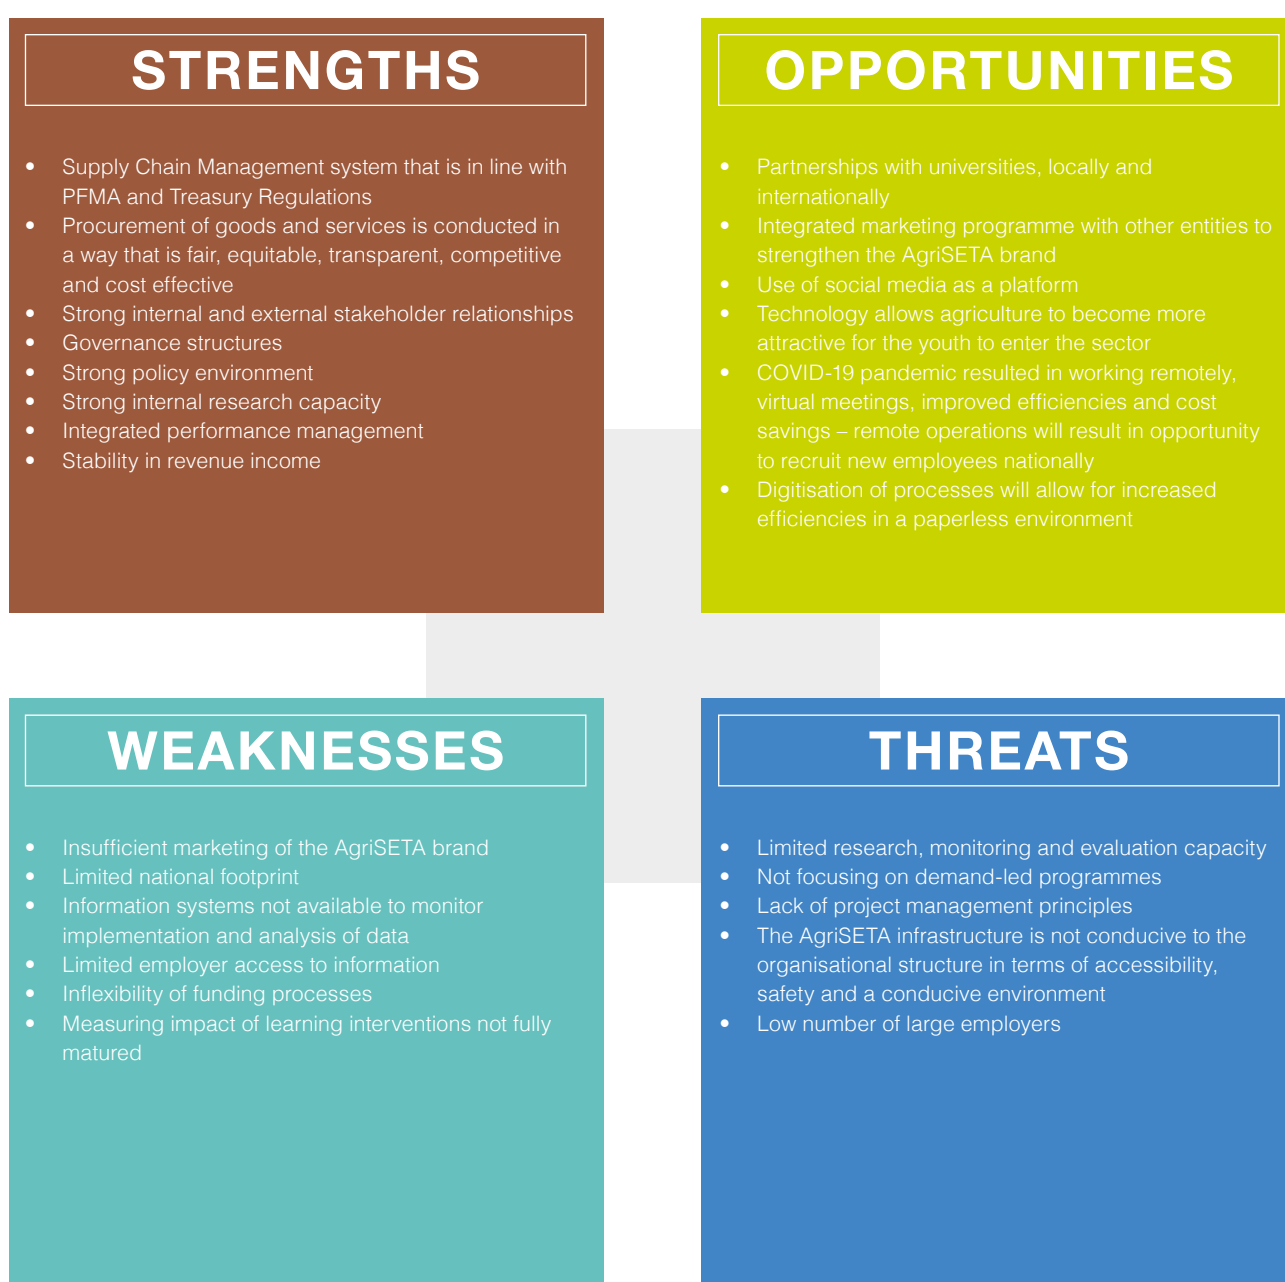 STRENGTHS
• Supply Chain Management system that is in line with
PFMA and Treasury Regulations
• Procurement of goods and services is conducted in
a way that is fair, equitable, transparent, competitive
and cost effective
• Strong internal and external stakeholder relationships
• Governance structures
• Strong policy environment
• Strong internal research capacity
• Integrated performance management
• Stability in revenue income
OPPORTUNITIES
• Partnerships with universities, locally and
internationally
• Integrated marketing programme with other entities to
strengthen the AgriSETA brand
• Use of social media as a platform
• Technology allows agriculture to become more
attractive for the youth to enter the sector
• COVID-19 pandemic resulted in working remotely,
virtual meetings, improved efficiencies and cost
savings – remote operations will result in opportunity
to recruit new employees nationally
• Digitisation of processes will allow for increased
efficiencies in a paperless environment
WEAKNESSES
• Insufficient marketing of the AgriSETA brand
• Limited national footprint
• Information systems not available to monitor
implementation and analysis of data
• Limited employer access to information
• Inflexibility of funding processes
• Measuring impact of learning interventions not fully
matured
THREATS
• Limited research, monitoring and evaluation capacity
• Not focusing on demand-led programmes
• Lack of project management principles
• The AgriSETA infrastructure is not conducive to the
organisational structure in terms of accessibility,
safety and a conducive environment
• Low number of large employers